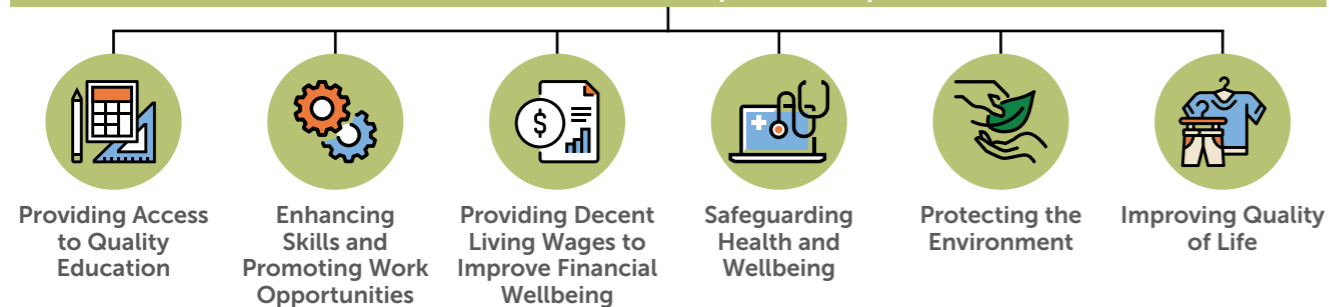 Providing Access
to Quality
Education
Enhancing
Skills and
Promoting Work
Opportunities
Providing Decent
Living Wages to
Improve Financial
Wellbeing
Safeguarding
Health and
Wellbeing
Protecting the
Environment
Improving Quality
of Life